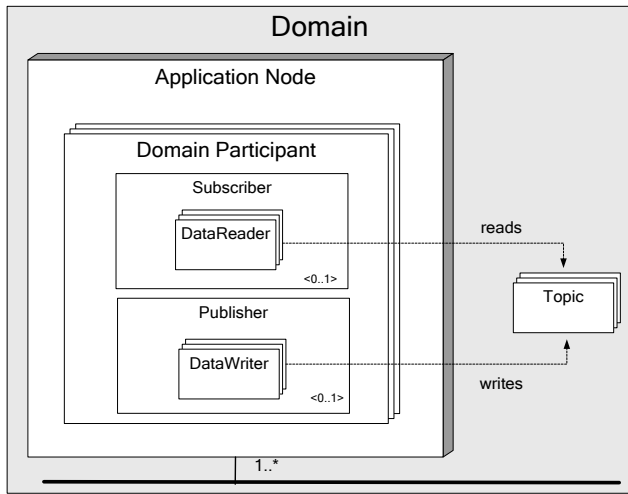 Domain
Application Node
Domain Participant
Subscriber
DataReader
<0..1>
reads
Topic
Publisher
DataWriter
<0..1>
writes
1..*